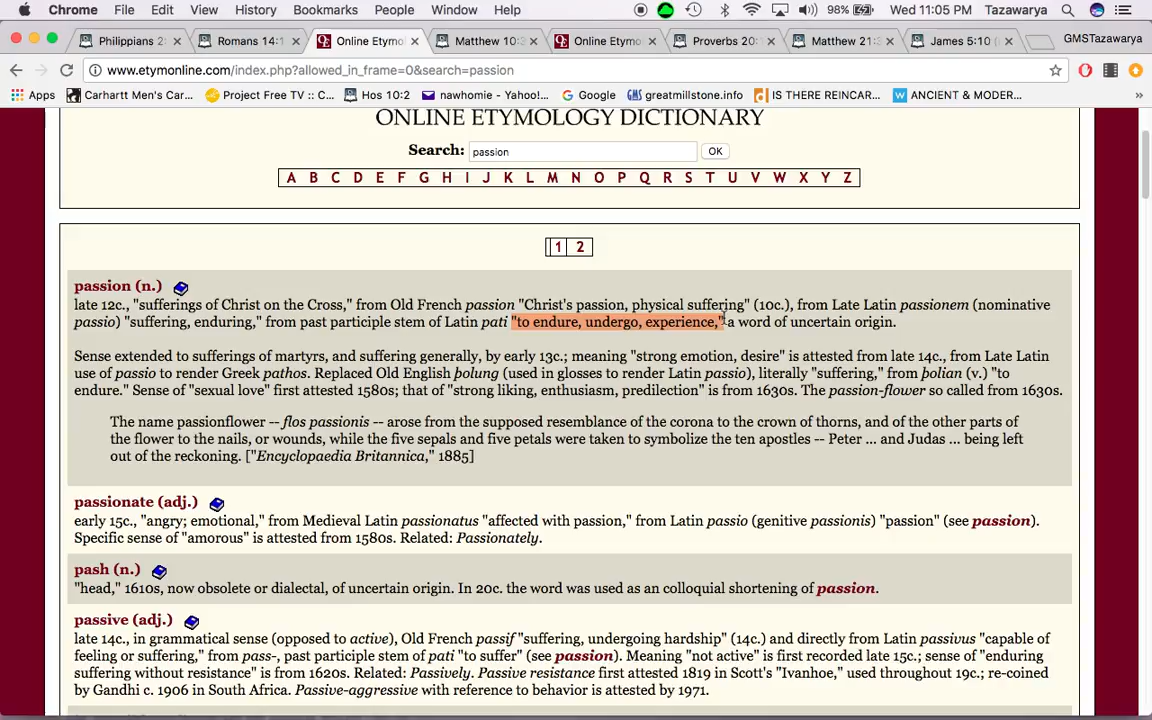 Chrome File Edit View History Bookmarks People Window Help 98% Wed 11:05 PM Tazawarya
Philippians 2: Romans 14:1 Online Etymo Matthew 10:3 Online Etymo Proverbs 20: Matthew 21:3 James 5:10 ( GMSTazawarya
www.etymonline.com/index.php?allowed_in_frame=0&search=passion
Apps Carhartt Men's Car... Project Free TV :: C... Hos 10:2 nawhomie - Yahoo!... Google GMS greatmillstone.info IS THERE REINCAR... ANCIENT & MODER... »
ONLINE ETYMOLOGY DICTIONARY
Search: passion OK
A B C D E F G H I J K L M N O P Q R S T U V W X Y Z
1 2
passion (n.)
late 12c., "sufferings of Christ on the Cross," from Old French passion "Christ's passion, physical suffering" (10c.), from Late Latin passionem (nominative
passio) "suffering, enduring," from past participle stem of Latin pati "to endure, undergo, experience," a word of uncertain origin.
Sense extended to sufferings of martyrs, and suffering generally, by early 13c.; meaning "strong emotion, desire" is attested from late 14c., from Late Latin
use of passio to render Greek pathos. Replaced Old English þolung (used in glosses to render Latin passio), literally "suffering," from þolian (v.) "to
endure." Sense of "sexual love" first attested 1580s; that of "strong liking, enthusiasm, predilection" is from 1630s. The passion-flower so called from 1630s.
The name passionflower -- flos passionis -- arose from the supposed resemblance of the corona to the crown of thorns, and of the other parts of
the flower to the nails, or wounds, while the five sepals and five petals were taken to symbolize the ten apostles -- Peter ... and Judas ... being left
out of the reckoning. ["Encyclopaedia Britannica," 1885]
passionate (adj.)
early 15c., "angry; emotional," from Medieval Latin passionatus "affected with passion," from Latin passio (genitive passionis) "passion" (see passion).
Specific sense of "amorous" is attested from 1580s. Related: Passionately.
pash (n.)
"head," 1610s, now obsolete or dialectal, of uncertain origin. In 20c. the word was used as an colloquial shortening of passion.
passive (adj.)
late 14c., in grammatical sense (opposed to active), Old French passif "suffering, undergoing hardship" (14c.) and directly from Latin passivus "capable of
feeling or suffering," from pass-, past participle stem of pati "to suffer" (see passion). Meaning "not active" is first recorded late 15c.; sense of "enduring
suffering without resistance" is from 1620s. Related: Passively. Passive resistance first attested 1819 in Scott's "Ivanhoe," used throughout 19c.; re-coined
by Gandhi c. 1906 in South Africa. Passive-aggressive with reference to behavior is attested by 1971.